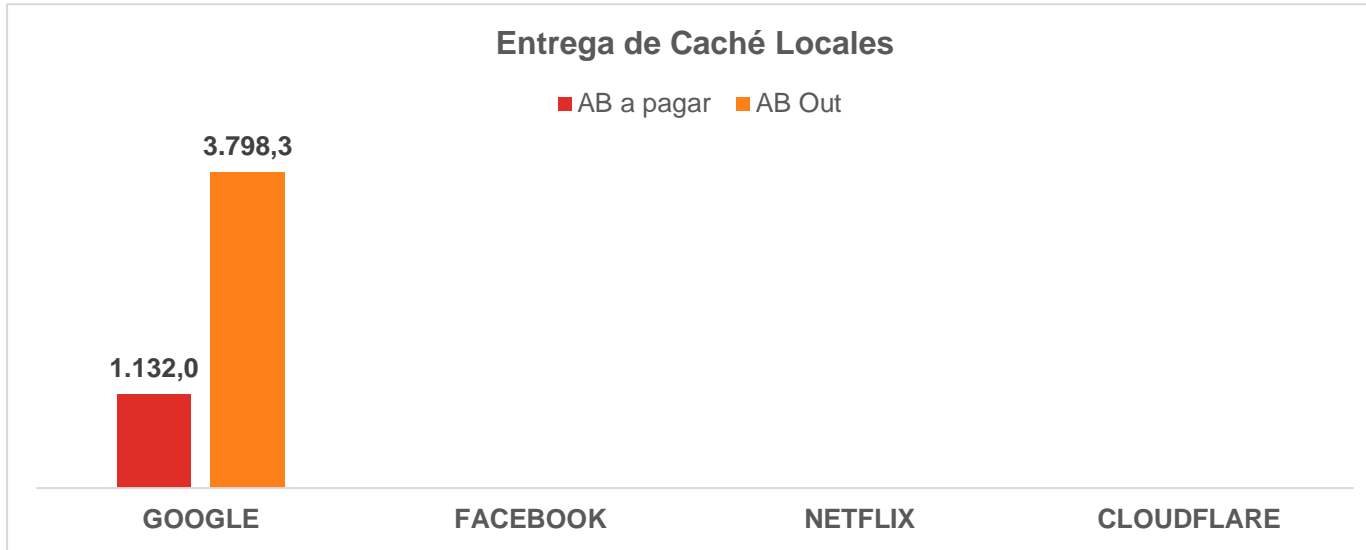 Entrega de Caché Locales
AB a pagar AB Out
3.798,3
1.132,0
GOOGLE FACEBOOK NETFLIX CLOUDFLARE